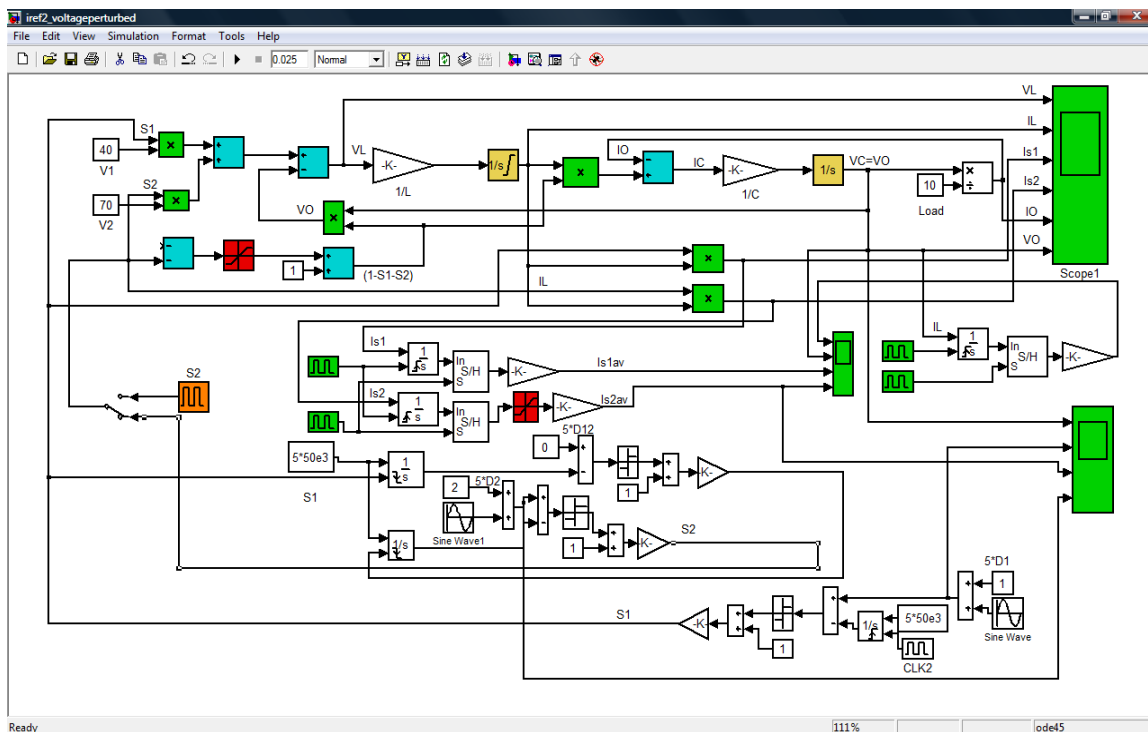 iref2_voltageperturbed
File Edit View Simulation Format Tools Help
0.025 Normal
VL
IL
Is1
Is2
IO
VO
Scope1
S1
40
V1
S2
70
V2
VL
-K-
1/L
1/s
IO
IC
-K-
1/C
1/s
VC=VO
10
Load
VO
1
(1-S1-S2)
IL
Is1
1
s
In
S/H
S
-K-
Is1av
Is2
1
s
In
S/H
S
-K-
Is2av
IL
1
s
In
S/H
S
-K-
S2
5*50e3
1
s
S1
0
5*D12
1
-K-
2
5*D2
Sine Wave1
1/s
1
-K-
S2
5*D1
1
Sine Wave
5*50e3
1/s
CLK2
1
-K-
S1
Ready 111% ode45